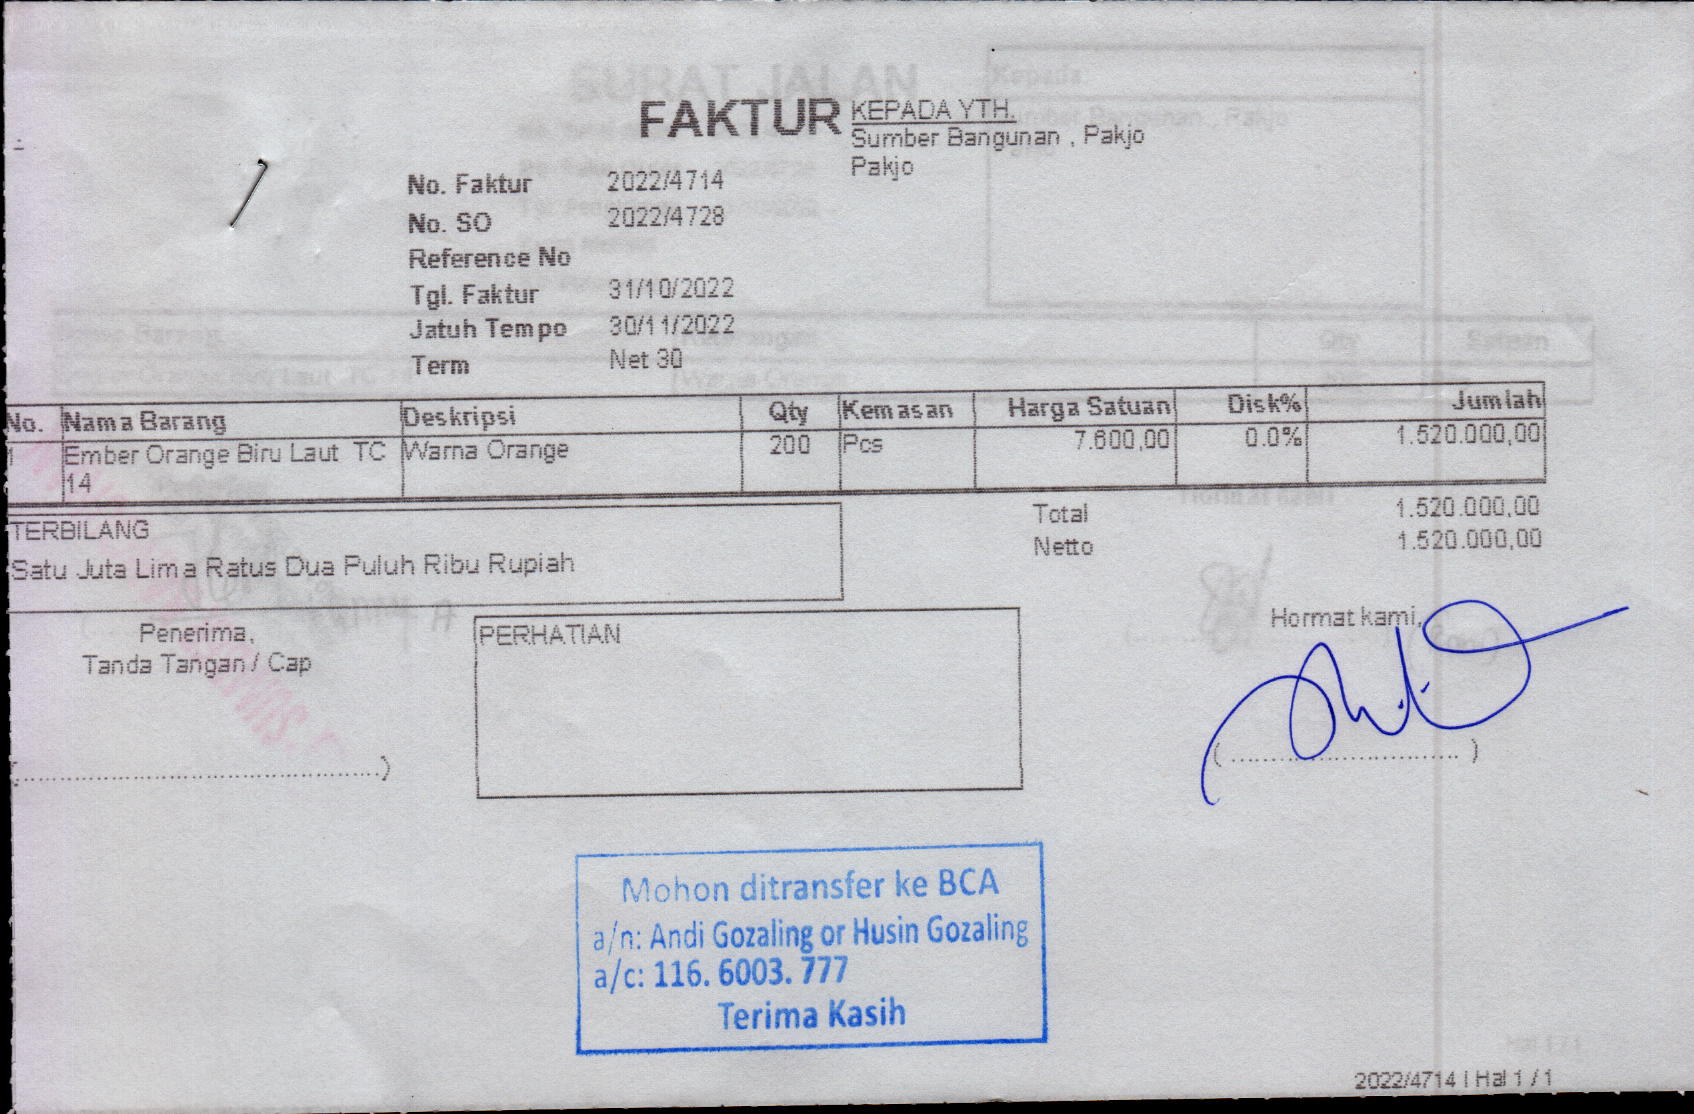 FAKTUR
KEPADA YTH.
Sumber Bangunan , Pakjo
Pakjo
No. Faktur 2022/4714
No. SO 2022/4728
Reference No
Tgl. Faktur 31/10/2022
Jatuh Tempo 30/11/2022
Term Net 30
No. Nama Barang Deskripsi Qty Kemasan Harga Satuan Disk% Jumlah
1 Ember Orange Biru Laut TC Warna Orange 200 Pcs 7.600,00 0.0% 1.520.000,00
14
TERBILANG
Satu Juta Lima Ratus Dua Puluh Ribu Rupiah
Total 1.520.000,00
Netto 1.520.000,00
Penerima,
Tanda Tangan / Cap
(....................)
PERHATIAN
Hormat kami,
(....................)
Mohon ditransfer ke BCA
a/n: Andi Gozaling or Husin Gozaling
a/c: 116. 6003. 777
Terima Kasih
2022/4714 | Hal 1 / 1